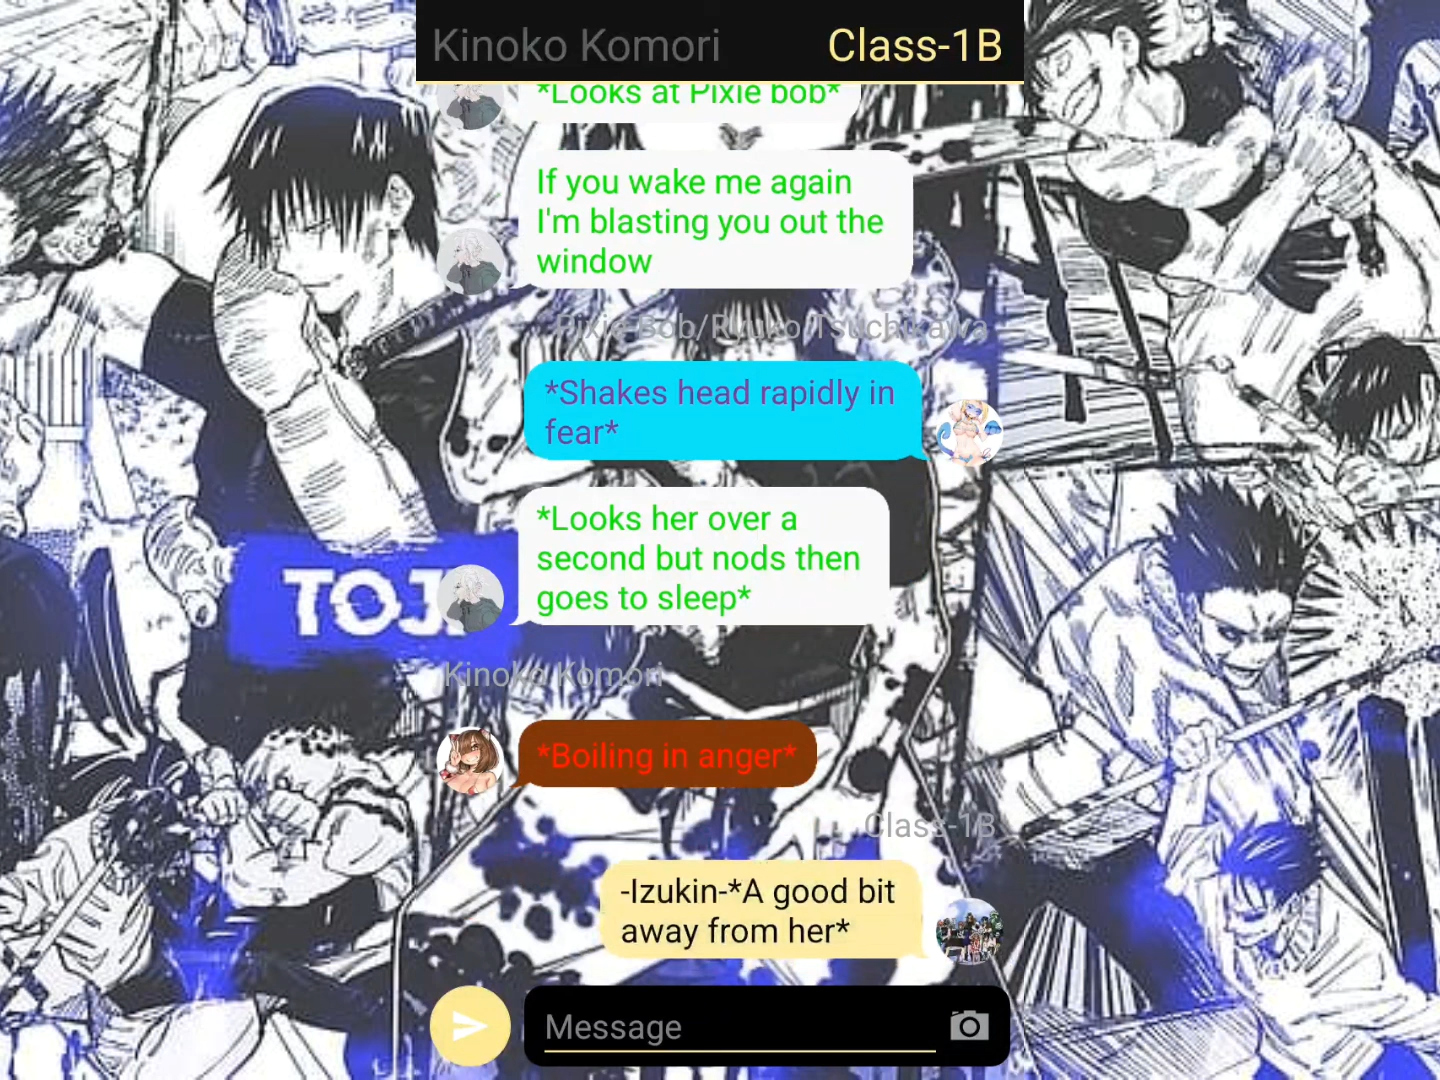 Kinoko Komori
Class-1B
*Looks at Pixie bob*
If you wake me again
I'm blasting you out the
window
Pixie-Bob/Ryuko Tsuchikawa
*Shakes head rapidly in
fear*
*Looks her over a
second but nods then
goes to sleep*
TOJI
Kinoko Komori
*Boiling in anger*
Class-1B
-Izukin-*A good bit
away from her*
Message